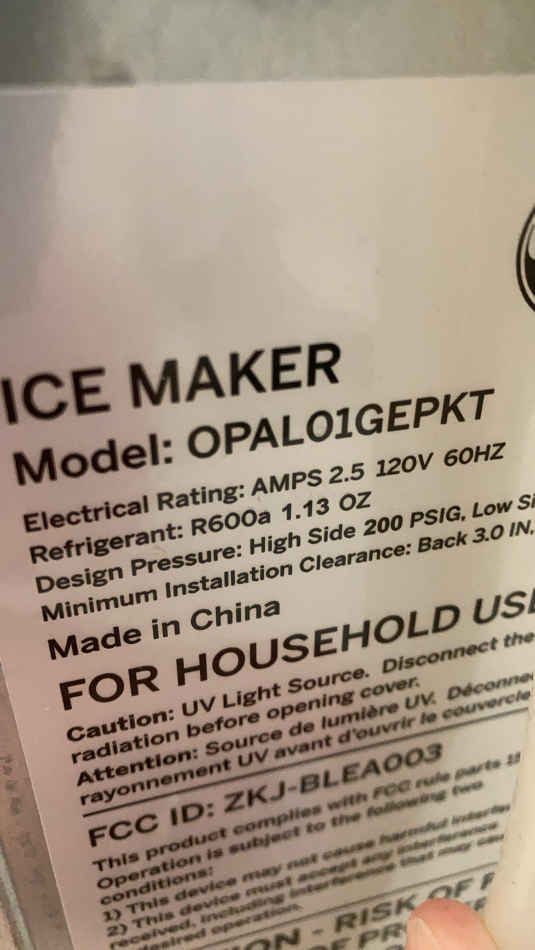 ICE MAKER
Model: OPAL01GEPKT
Electrical Rating: AMPS 2.5 120V 60HZ
Refrigerant: R600a 1.13 OZ
Design Pressure: High Side 200 PSIG, Low Si
Minimum Installation Clearance: Back 3.0 IN,
Made in China
FOR HOUSEHOLD USE
Caution: UV Light Source. Disconnect the
radiation before opening cover.
Attention: Source de lumière UV. Déconne
rayonnement UV avant d'ouvrir le couvercle
FCC ID: ZKJ-BLEA003
This product complies with FCC rule parts 15
Operation is subject to the following two
conditions:
1) This device may not cause harmful interfe
2) This device must accept any interference
received, including interference that may cau
desired operation.
ION - RISK OF F